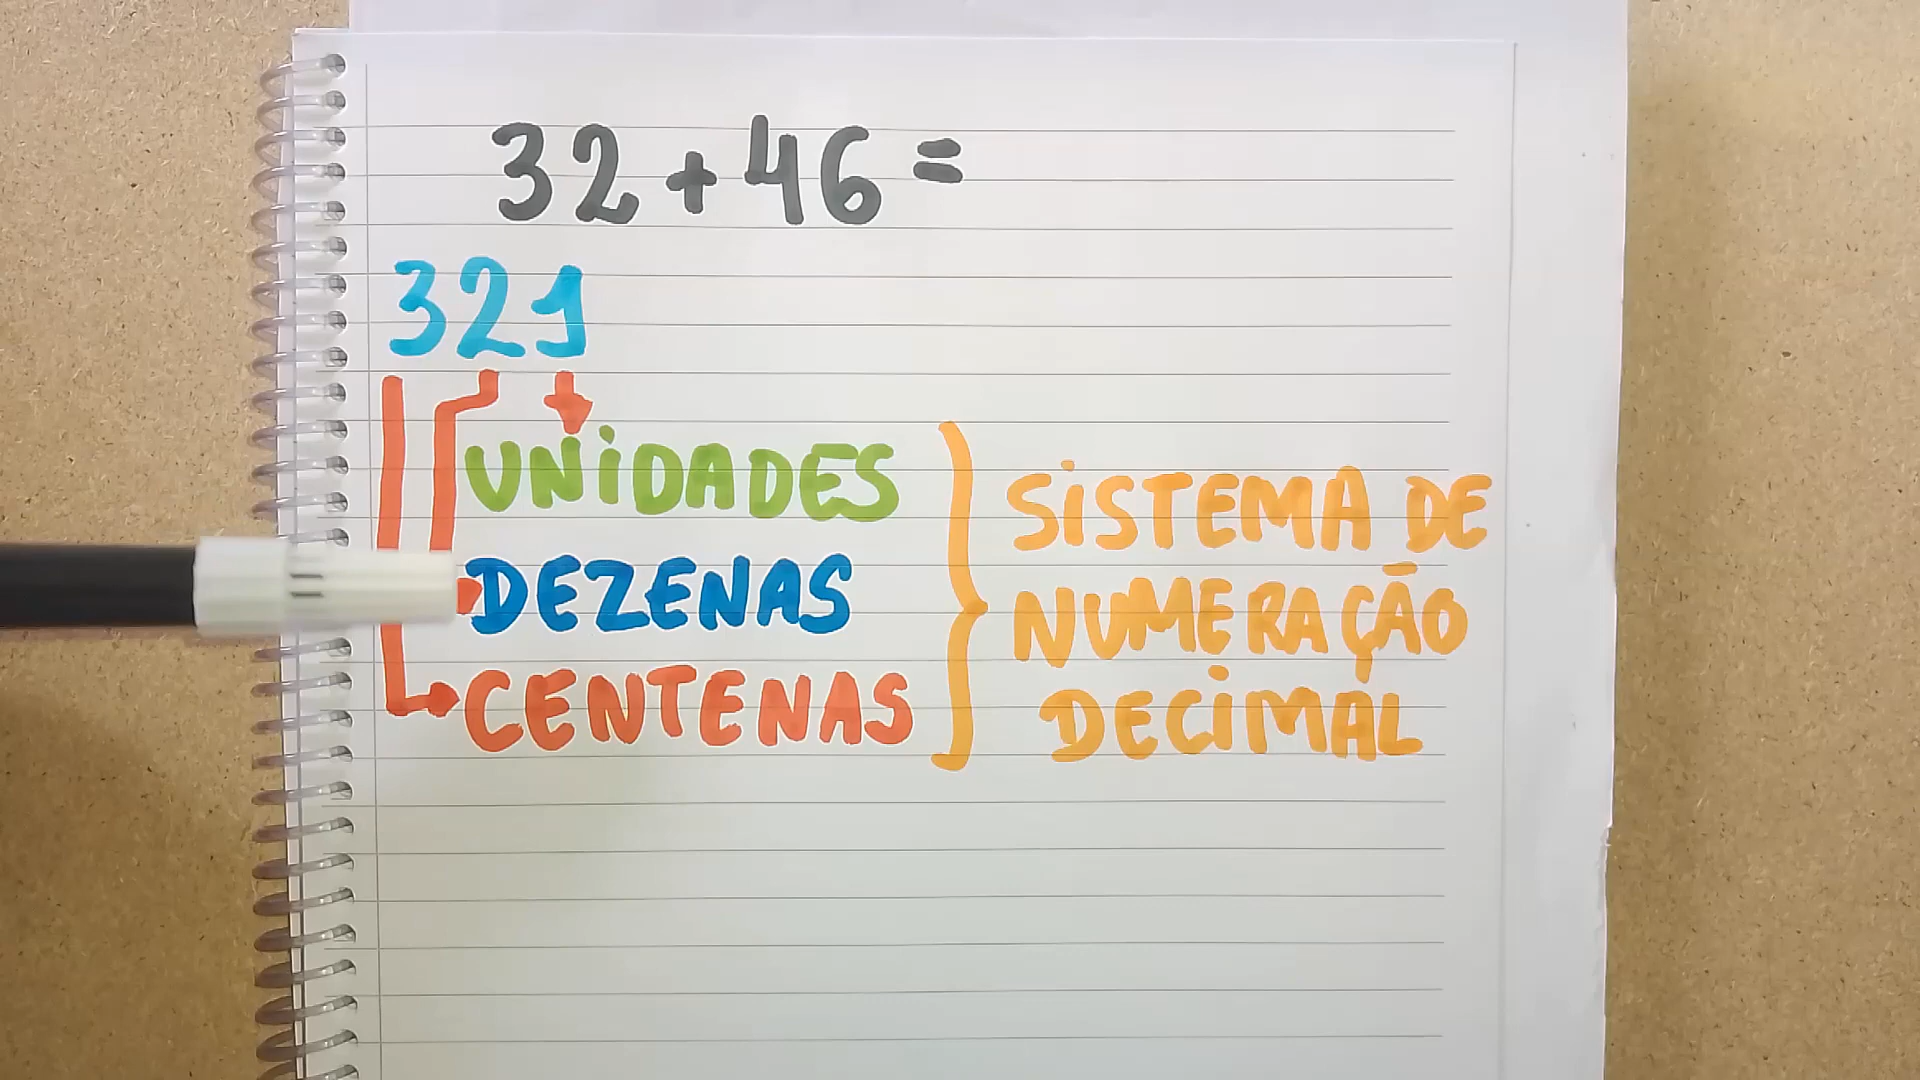 32+46=
321
UNiDADES
DEZENAS
CENTENAS
SiSTEMA DE
NUMERAÇÃO
DECiMAL